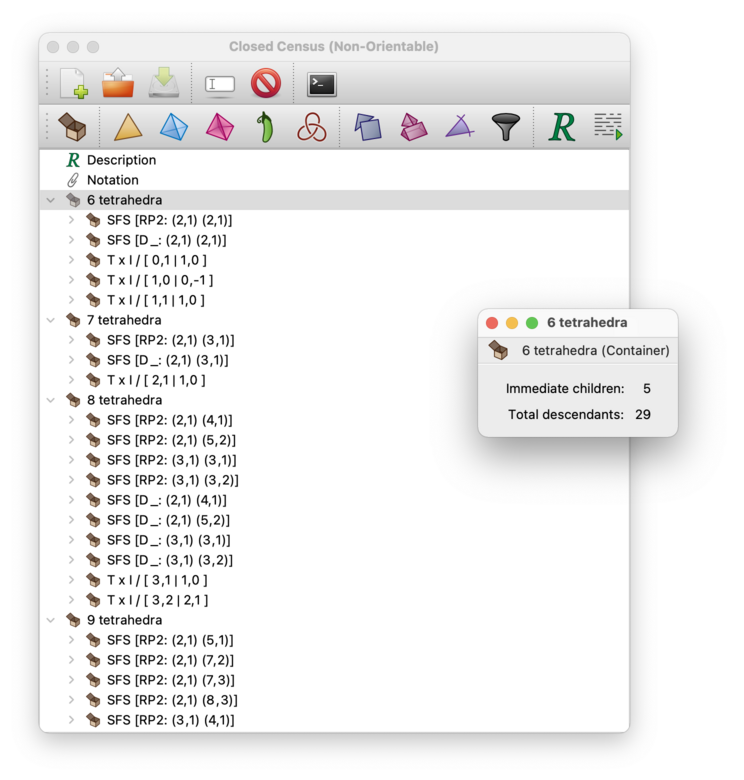 Closed Census (Non-Orientable)
R
Description
Notation
6 tetrahedra
SFS [RP2: (2,1) (2,1)]
SFS [D_: (2,1) (2,1)]
T x I / [ 0,1 | 1,0 ]
T x I / [ 1,0 | 0,-1 ]
T x I / [ 1,1 | 1,0 ]
7 tetrahedra
SFS [RP2: (2,1) (3,1)]
SFS [D_: (2,1) (3,1)]
T x I / [ 2,1 | 1,0 ]
8 tetrahedra
SFS [RP2: (2,1) (4,1)]
SFS [RP2: (2,1) (5,2)]
SFS [RP2: (3,1) (3,1)]
SFS [RP2: (3,1) (3,2)]
SFS [D_: (2,1) (4,1)]
SFS [D_: (2,1) (5,2)]
SFS [D_: (3,1) (3,1)]
SFS [D_: (3,1) (3,2)]
T x I / [ 3,1 | 1,0 ]
T x I / [ 3,2 | 2,1 ]
9 tetrahedra
SFS [RP2: (2,1) (5,1)]
SFS [RP2: (2,1) (7,2)]
SFS [RP2: (2,1) (7,3)]
SFS [RP2: (2,1) (8,3)]
SFS [RP2: (3,1) (4,1)]
6 tetrahedra
6 tetrahedra (Container)
Immediate children: 5
Total descendants: 29